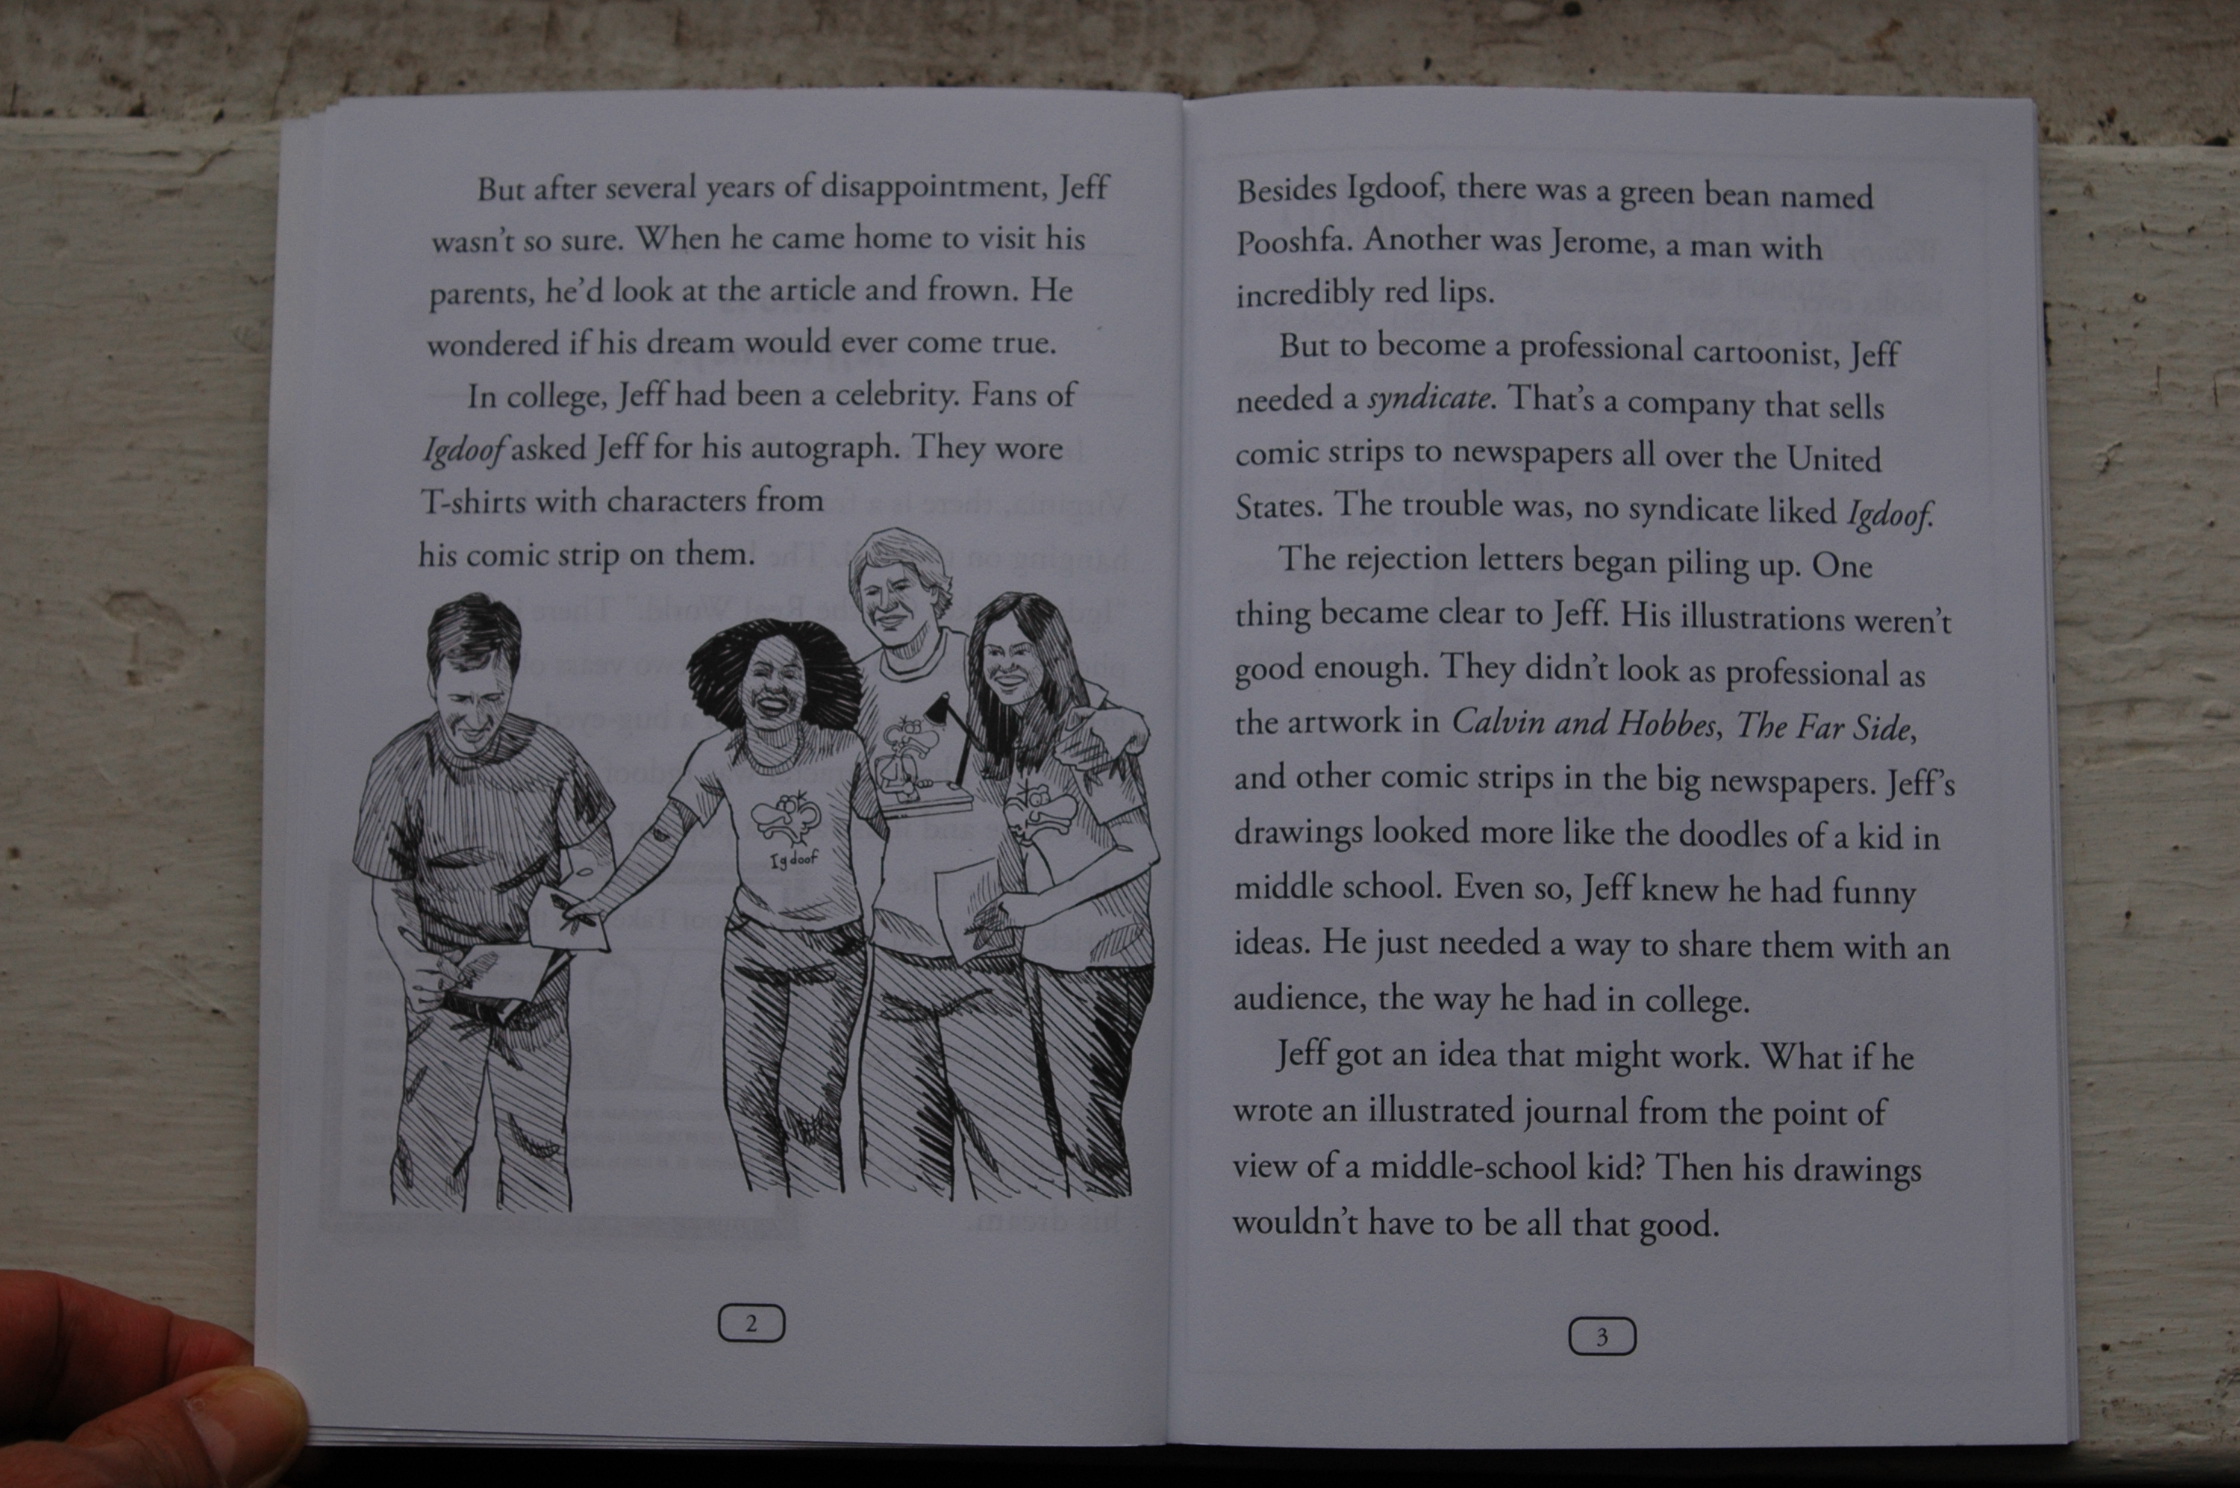 But after several years of disappointment, Jeff
wasn't so sure. When he came home to visit his
parents, he'd look at the article and frown. He
wondered if his dream would ever come true.
In college, Jeff had been a celebrity. Fans of
Igdoof asked Jeff for his autograph. They wore
T-shirts with characters from
his comic strip on them.
Igdoof
2
Besides Igdoof, there was a green bean named
Pooshfa. Another was Jerome, a man with
incredibly red lips.
But to become a professional cartoonist, Jeff
needed a syndicate. That's a company that sells
comic strips to newspapers all over the United
States. The trouble was, no syndicate liked Igdoof.
The rejection letters began piling up. One
thing became clear to Jeff. His illustrations weren't
good enough. They didn't look as professional as
the artwork in Calvin and Hobbes, The Far Side,
and other comic strips in the big newspapers. Jeff's
drawings looked more like the doodles of a kid in
middle school. Even so, Jeff knew he had funny
ideas. He just needed a way to share them with an
audience, the way he had in college.
Jeff got an idea that might work. What if he
wrote an illustrated journal from the point of
view of a middle-school kid? Then his drawings
wouldn't have to be all that good.
3